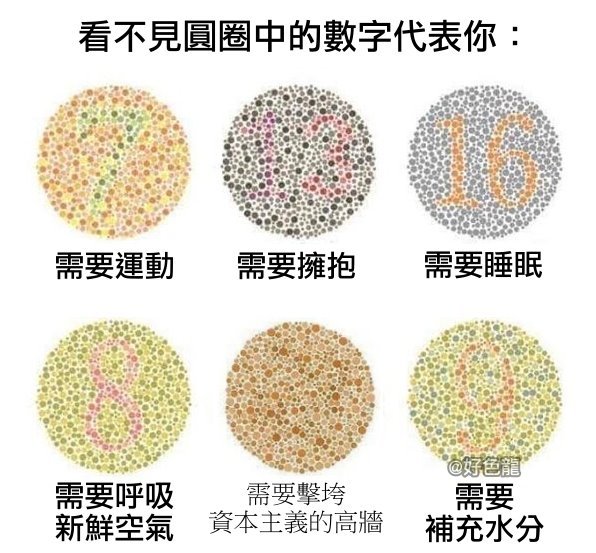 看不見圓圈中的數字代表你：
7
13
16
需要運動
需要擁抱
需要睡眠
8
9
@好色龍
需要呼吸
新鮮空氣
需要擊垮
資本主義的高牆
需要
補充水分